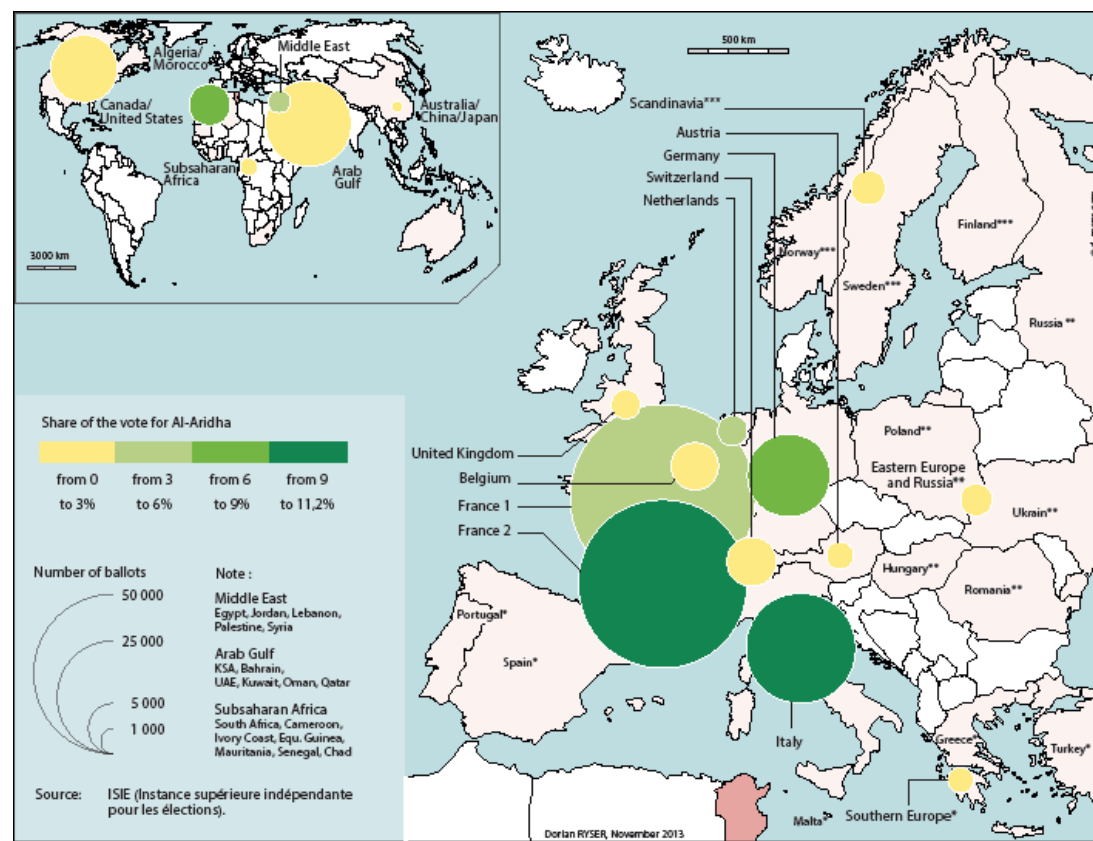 500 km
Middle East
Algeria/
Morocco
Canada/
United States
Australia/
China/Japan
Subsaharan
Africa
Arab
Gulf
3000 km
Scandinavia***
Austria
Germany
Switzerland
Netherlands
Finland***
Norway***
Sweden***
Russia **
Share of the vote for Al-Aridha
from 0
to 3%
from 3
to 6%
from 6
to 9%
from 9
to 11,2%
United Kingdom
Belgium
France 1
France 2
Poland**
Eastern Europe
and Russia**
Ukrain**
Hungary**
Romania**
Portugal*
Spain*
Italy
Greece*
Turkey*
Malta*
Southern Europe*
Number of ballots
50 000
25 000
5 000
1 000
Note :
Middle East
Egypt, Jordan, Lebanon,
Palestine, Syria
Arab Gulf
KSA, Bahrain,
UAE, Kuwait, Oman, Qatar
Subsaharan Africa
South Africa, Cameroon,
Ivory Coast, Equ. Guinea,
Mauritania, Senegal, Chad
Source: ISIE (Instance supérieure indépendante
pour les élections).
Dorian RYSER, November 2013